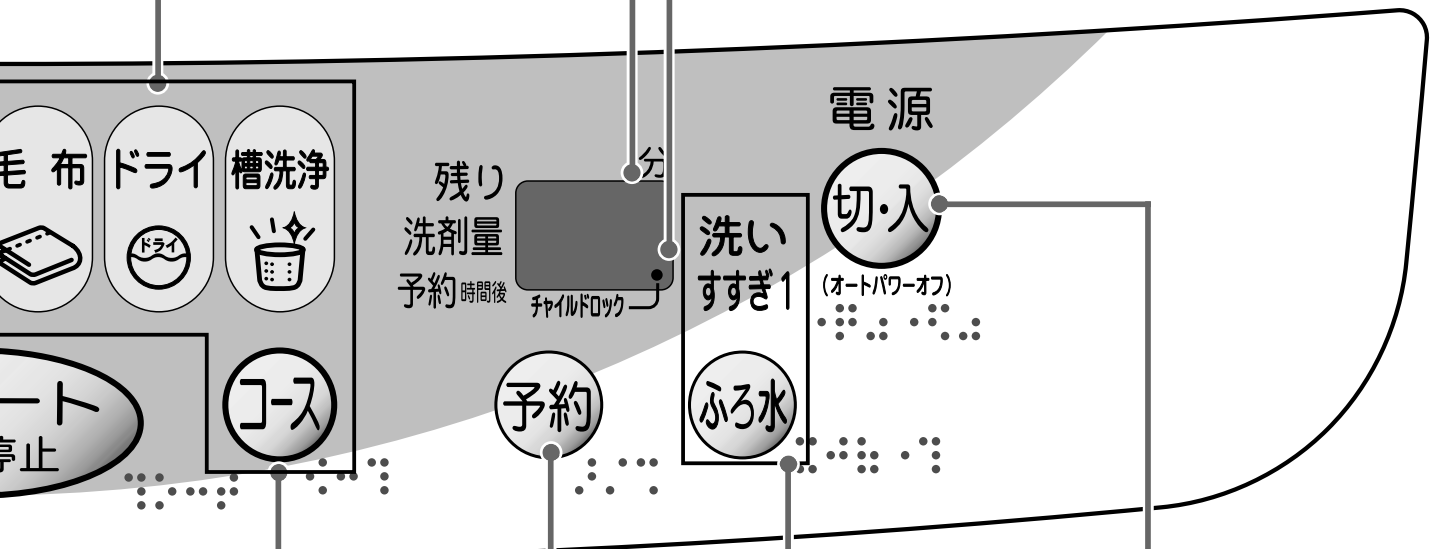 毛布
ドライ
槽洗浄
ドライ
残り
分
洗剤量
予約時間後
チャイルドロック
電源
切・入
(オートパワーオフ)
洗い
すすぎ1
ふろ水
予約
コース
ート
停止